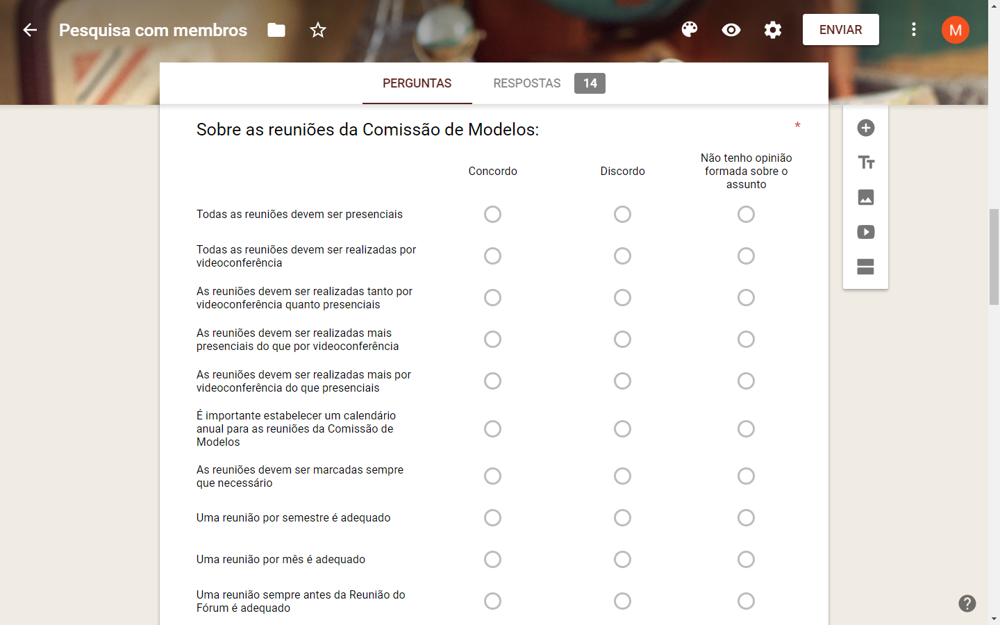 Pesquisa com membros
ENVIAR
M
PERGUNTAS
RESPOSTAS
14
Sobre as reuniões da Comissão de Modelos:
*
Concordo
Discordo
Não tenho opinião
formada sobre o
assunto
Todas as reuniões devem ser presenciais
Todas as reuniões devem ser realizadas por
videoconferência
As reuniões devem ser realizadas tanto por
videoconferência quanto presenciais
As reuniões devem ser realizadas mais
presenciais do que por videoconferência
As reuniões devem ser realizadas mais por
videoconferência do que presenciais
É importante estabelecer um calendário
anual para as reuniões da Comissão de
Modelos
As reuniões devem ser marcadas sempre
que necessário
Uma reunião por semestre é adequado
Uma reunião por mês é adequado
Uma reunião sempre antes da Reunião do
Fórum é adequado